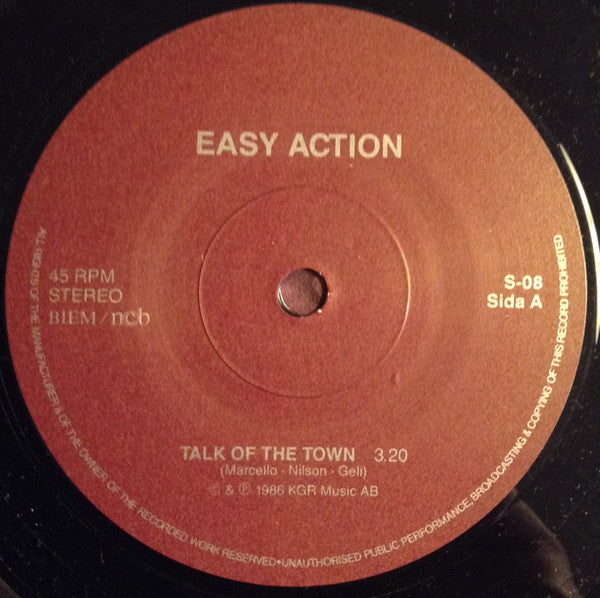 EASY ACTION
45 RPM
STEREO
BIEM/ncb
S-08
Sida A
TALK OF THE TOWN 3.20
(Marcello - Nilson - Geli)
© & ℗ 1986 KGR Music AB
ALL RIGHTS OF THE MANUFACTURER & OF THE OWNER OF THE RECORDED WORK RESERVED•UNAUTHORISED PUBLIC PERFORMANCE, BROADCASTING & COPYING OF THIS RECORD PROHIBITED